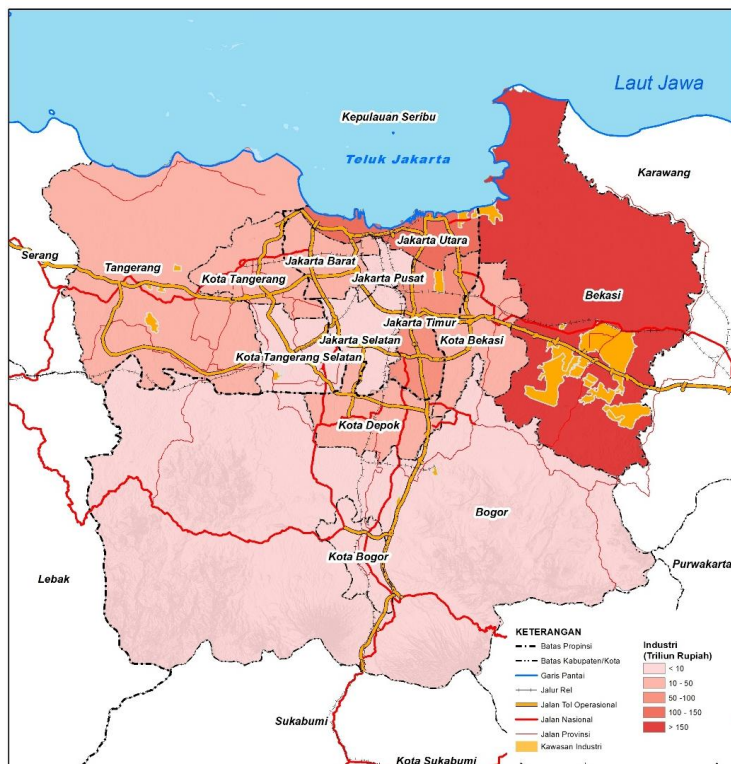 Laut Jawa
Kepulauan Seribu
Teluk Jakarta
Karawang
Jakarta Utara
Serang
Tangerang
Jakarta Barat
Kota Tangerang
Jakarta Pusat
Bekasi
Jakarta Timur
Jakarta Selatan
Kota Bekasi
Kota Tangerang Selatan
Kota Depok
Bogor
Kota Bogor
Lebak
Purwakarta
Sukabumi
Kota Sukabumi
KETERANGAN
Batas Propinsi
Batas Kabupaten/Kota
Garis Pantai
Jalur Rel
Jalan Tol Operasional
Jalan Nasional
Jalan Provinsi
Kawasan Industri
Industri
(Triliun Rupiah)
< 10
10 - 50
50 -100
100 - 150
> 150